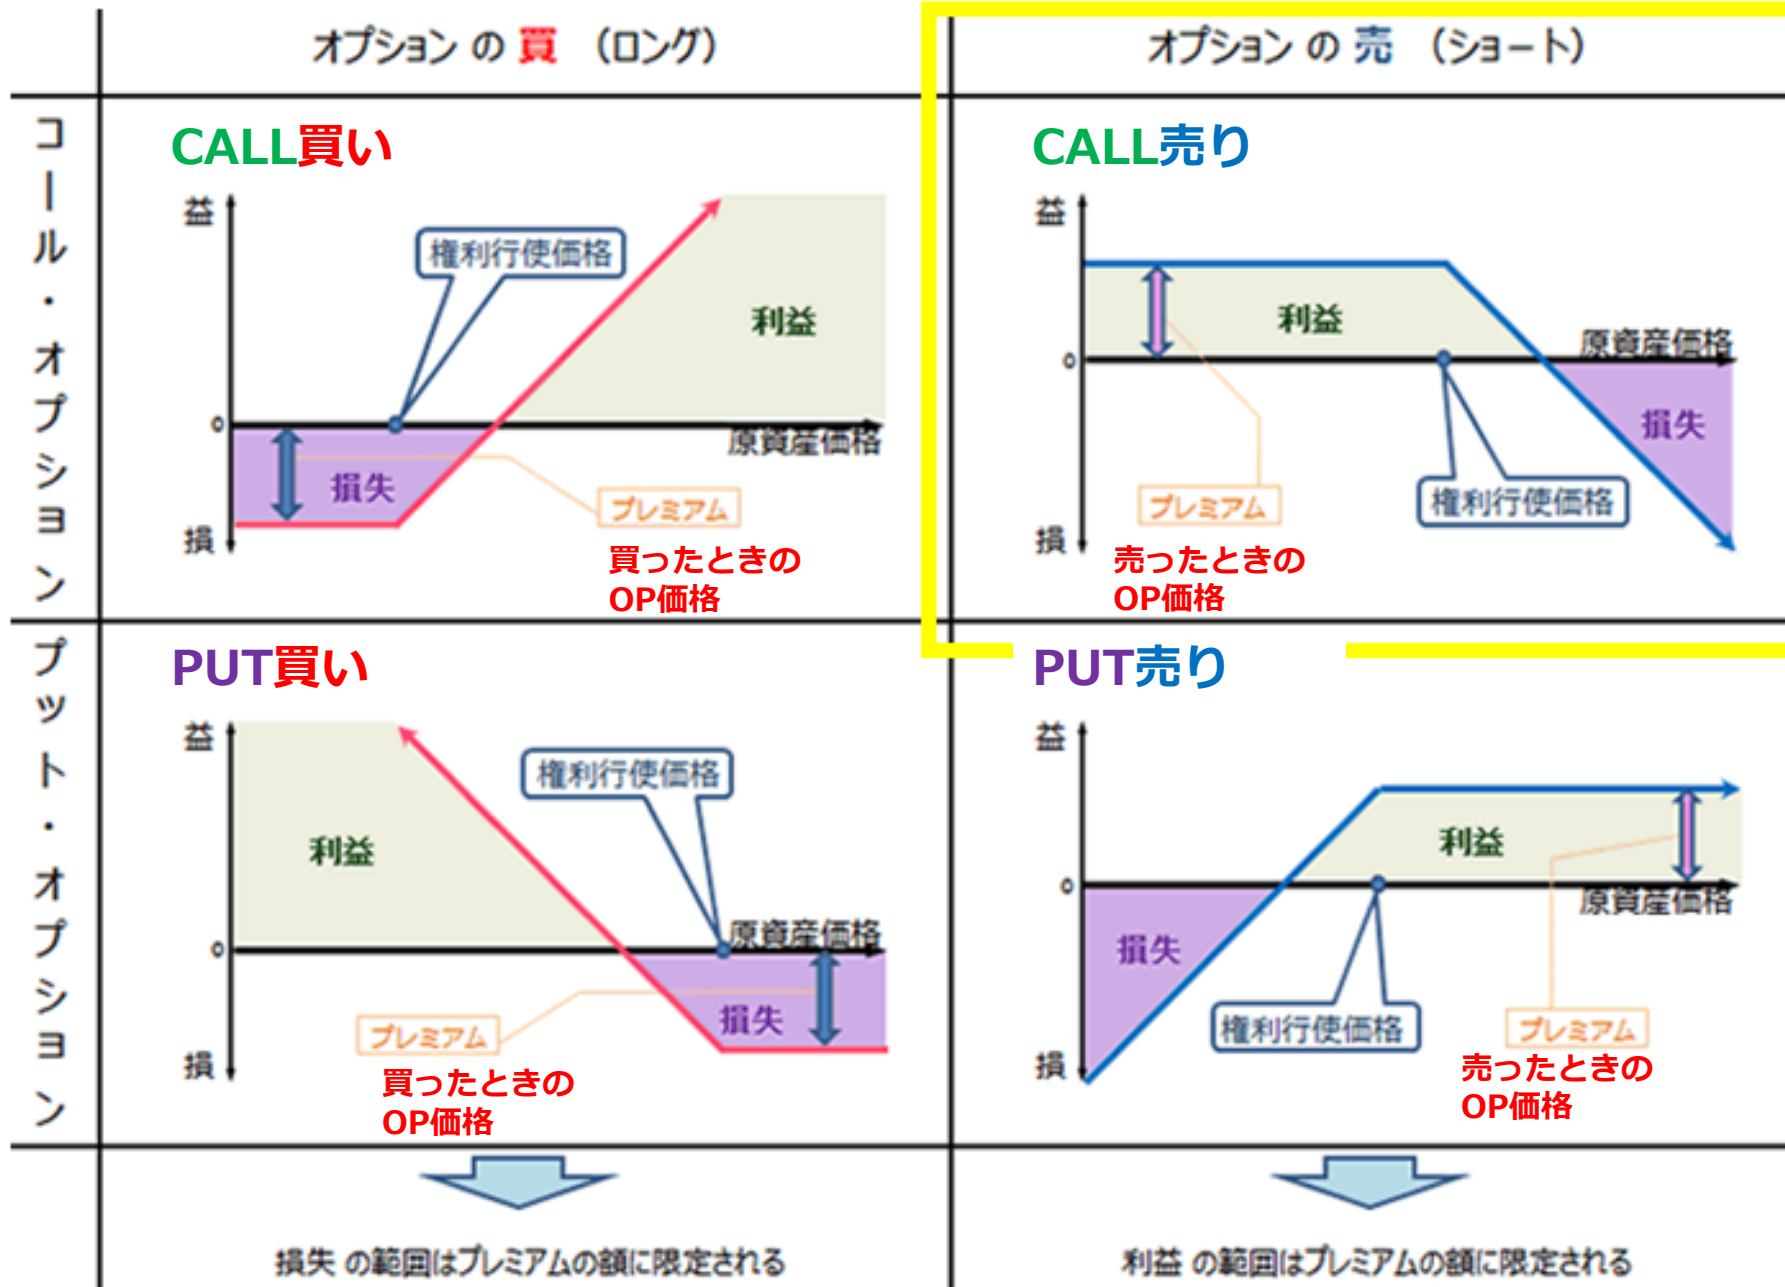 オプション の 買 （ロング）
オプション の 売 （ショート）
コール・オプション
CALL買い
益
権利行使価格
利益
0
原資産価格
損失
プレミアム
損
買ったときの
OP価格
CALL売り
益
利益
原資産価格
0
損失
プレミアム
権利行使価格
損
売ったときの
OP価格
プット・オプション
PUT買い
益
権利行使価格
利益
原資産価格
0
損失
プレミアム
損
買ったときの
OP価格
PUT売り
益
利益
0
原資産価格
損失
権利行使価格
プレミアム
損
売ったときの
OP価格
損失 の範囲はプレミアムの額に限定される
利益 の範囲はプレミアムの額に限定される